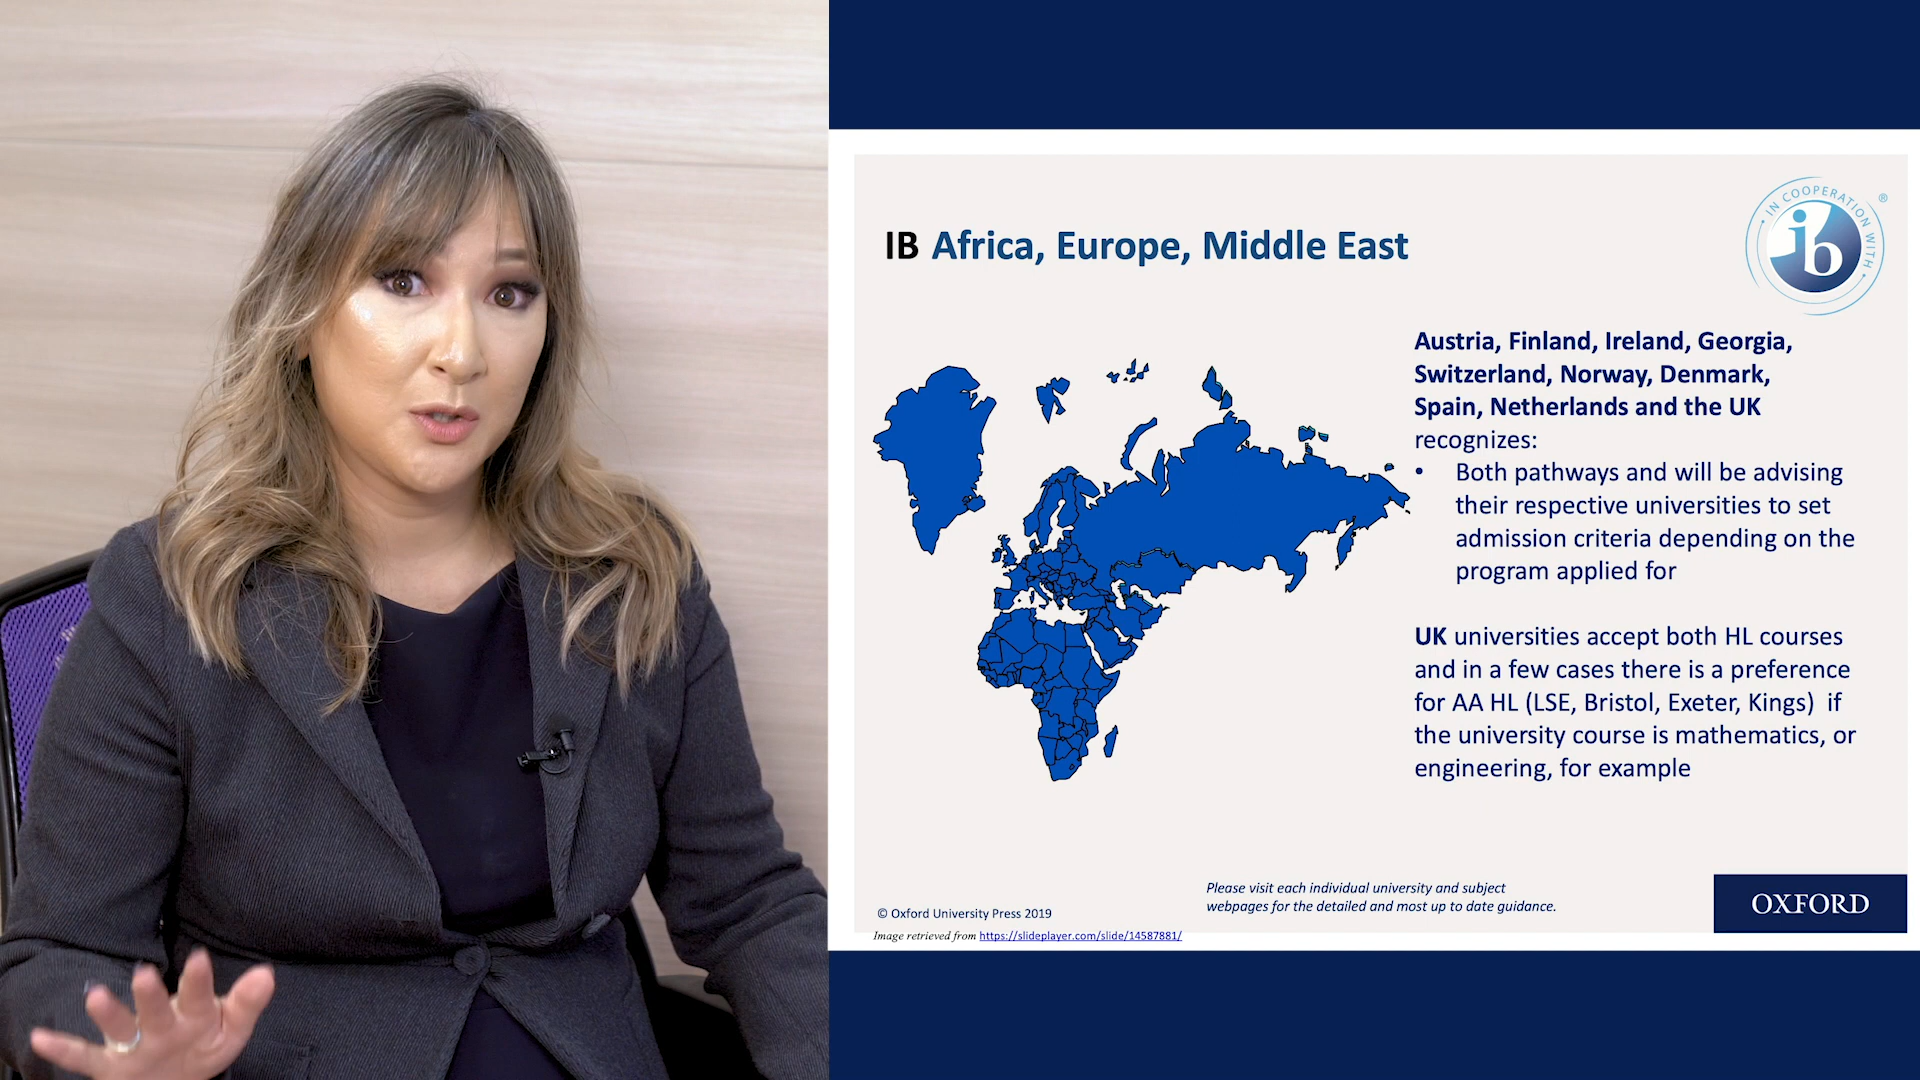 IN COOPERATION WITH
®
ib
IB Africa, Europe, Middle East
Austria, Finland, Ireland, Georgia,
Switzerland, Norway, Denmark,
Spain, Netherlands and the UK
recognizes:
• Both pathways and will be advising
their respective universities to set
admission criteria depending on the
program applied for
UK universities accept both HL courses
and in a few cases there is a preference
for AA HL (LSE, Bristol, Exeter, Kings) if
the university course is mathematics, or
engineering, for example
Please visit each individual university and subject
webpages for the detailed and most up to date guidance.
© Oxford University Press 2019
OXFORD
Image retrieved from https://slideplayer.com/slide/14587881/